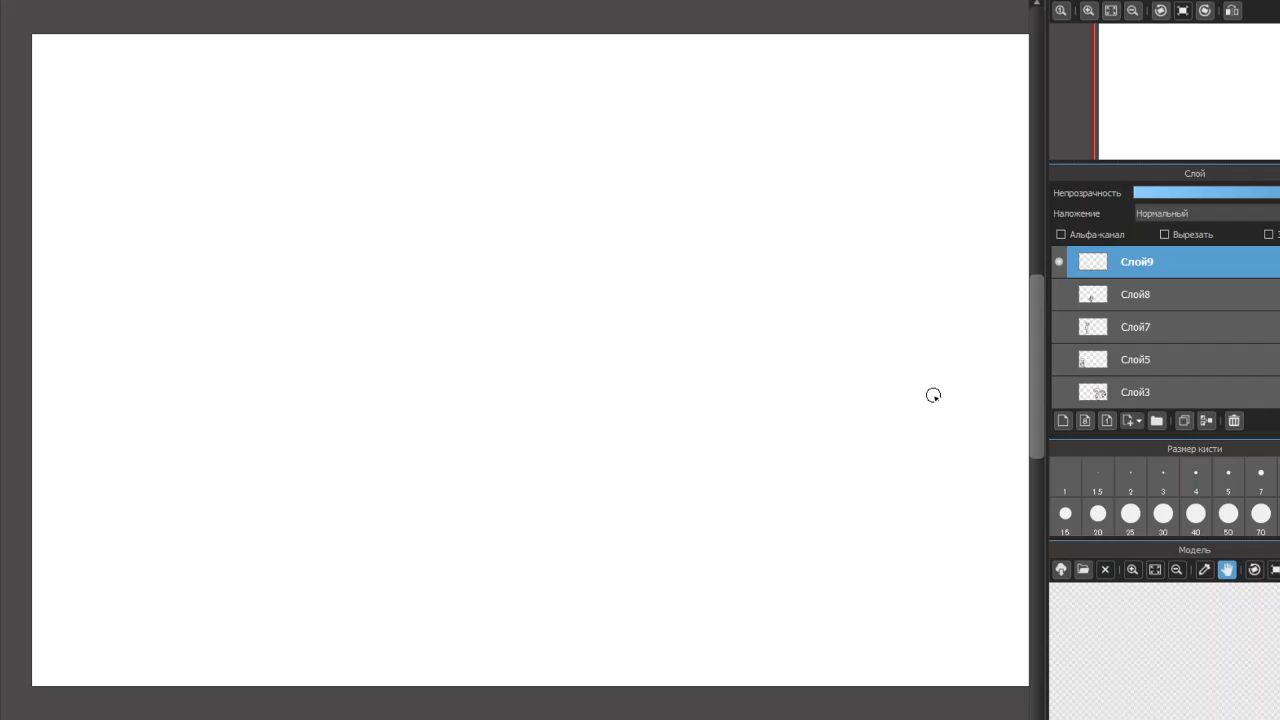 Слой
Непрозрачность
Наложение Нормальный
Альфа-канал Вырезать З
Слой9
Слой8
Слой7
Слой5
Слой3
Размер кисти
1 1.5 2 3 4 5 7
15 20 25 30 40 50 70
Модель